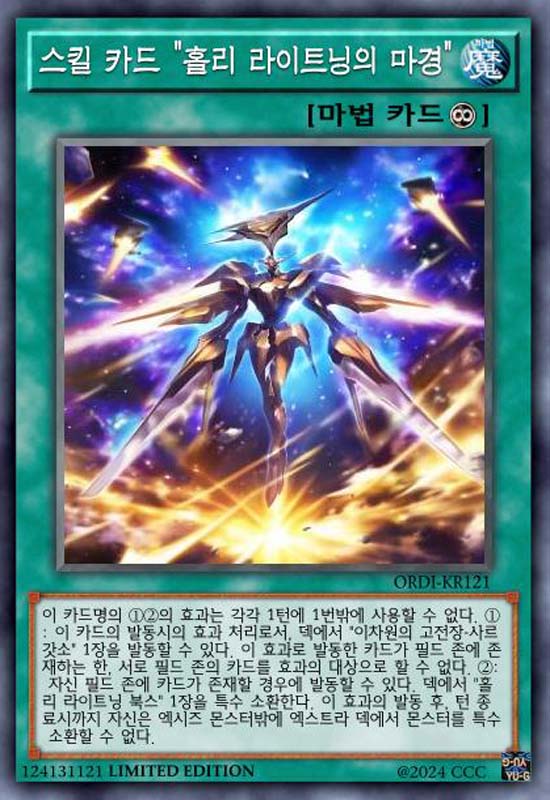 스킬 카드 "홀리 라이트닝의 마경"
마법
魔
[마법 카드♾]
ORDI-KR121
이 카드명의 ①②의 효과는 각각 1턴에 1번밖에 사용할 수 없다. ①
: 이 카드의 발동시의 효과 처리로서, 덱에서 "이차원의 고전장-사르
갓소" 1장을 발동할 수 있다. 이 효과로 발동한 카드가 필드 존에 존
재하는 한, 서로 필드 존의 카드를 효과의 대상으로 할 수 없다. ②:
자신 필드 존에 카드가 존재할 경우에 발동할 수 있다. 덱에서 "홀
리 라이트닝 북스" 1장을 특수 소환한다. 이 효과의 발동 후, 턴 종
료시까지 자신은 엑시즈 몬스터밖에 엑스트라 덱에서 몬스터를 특수
소환할 수 없다.
124131121 LIMITED EDITION
@2024 CCC
YU-G
YU-G